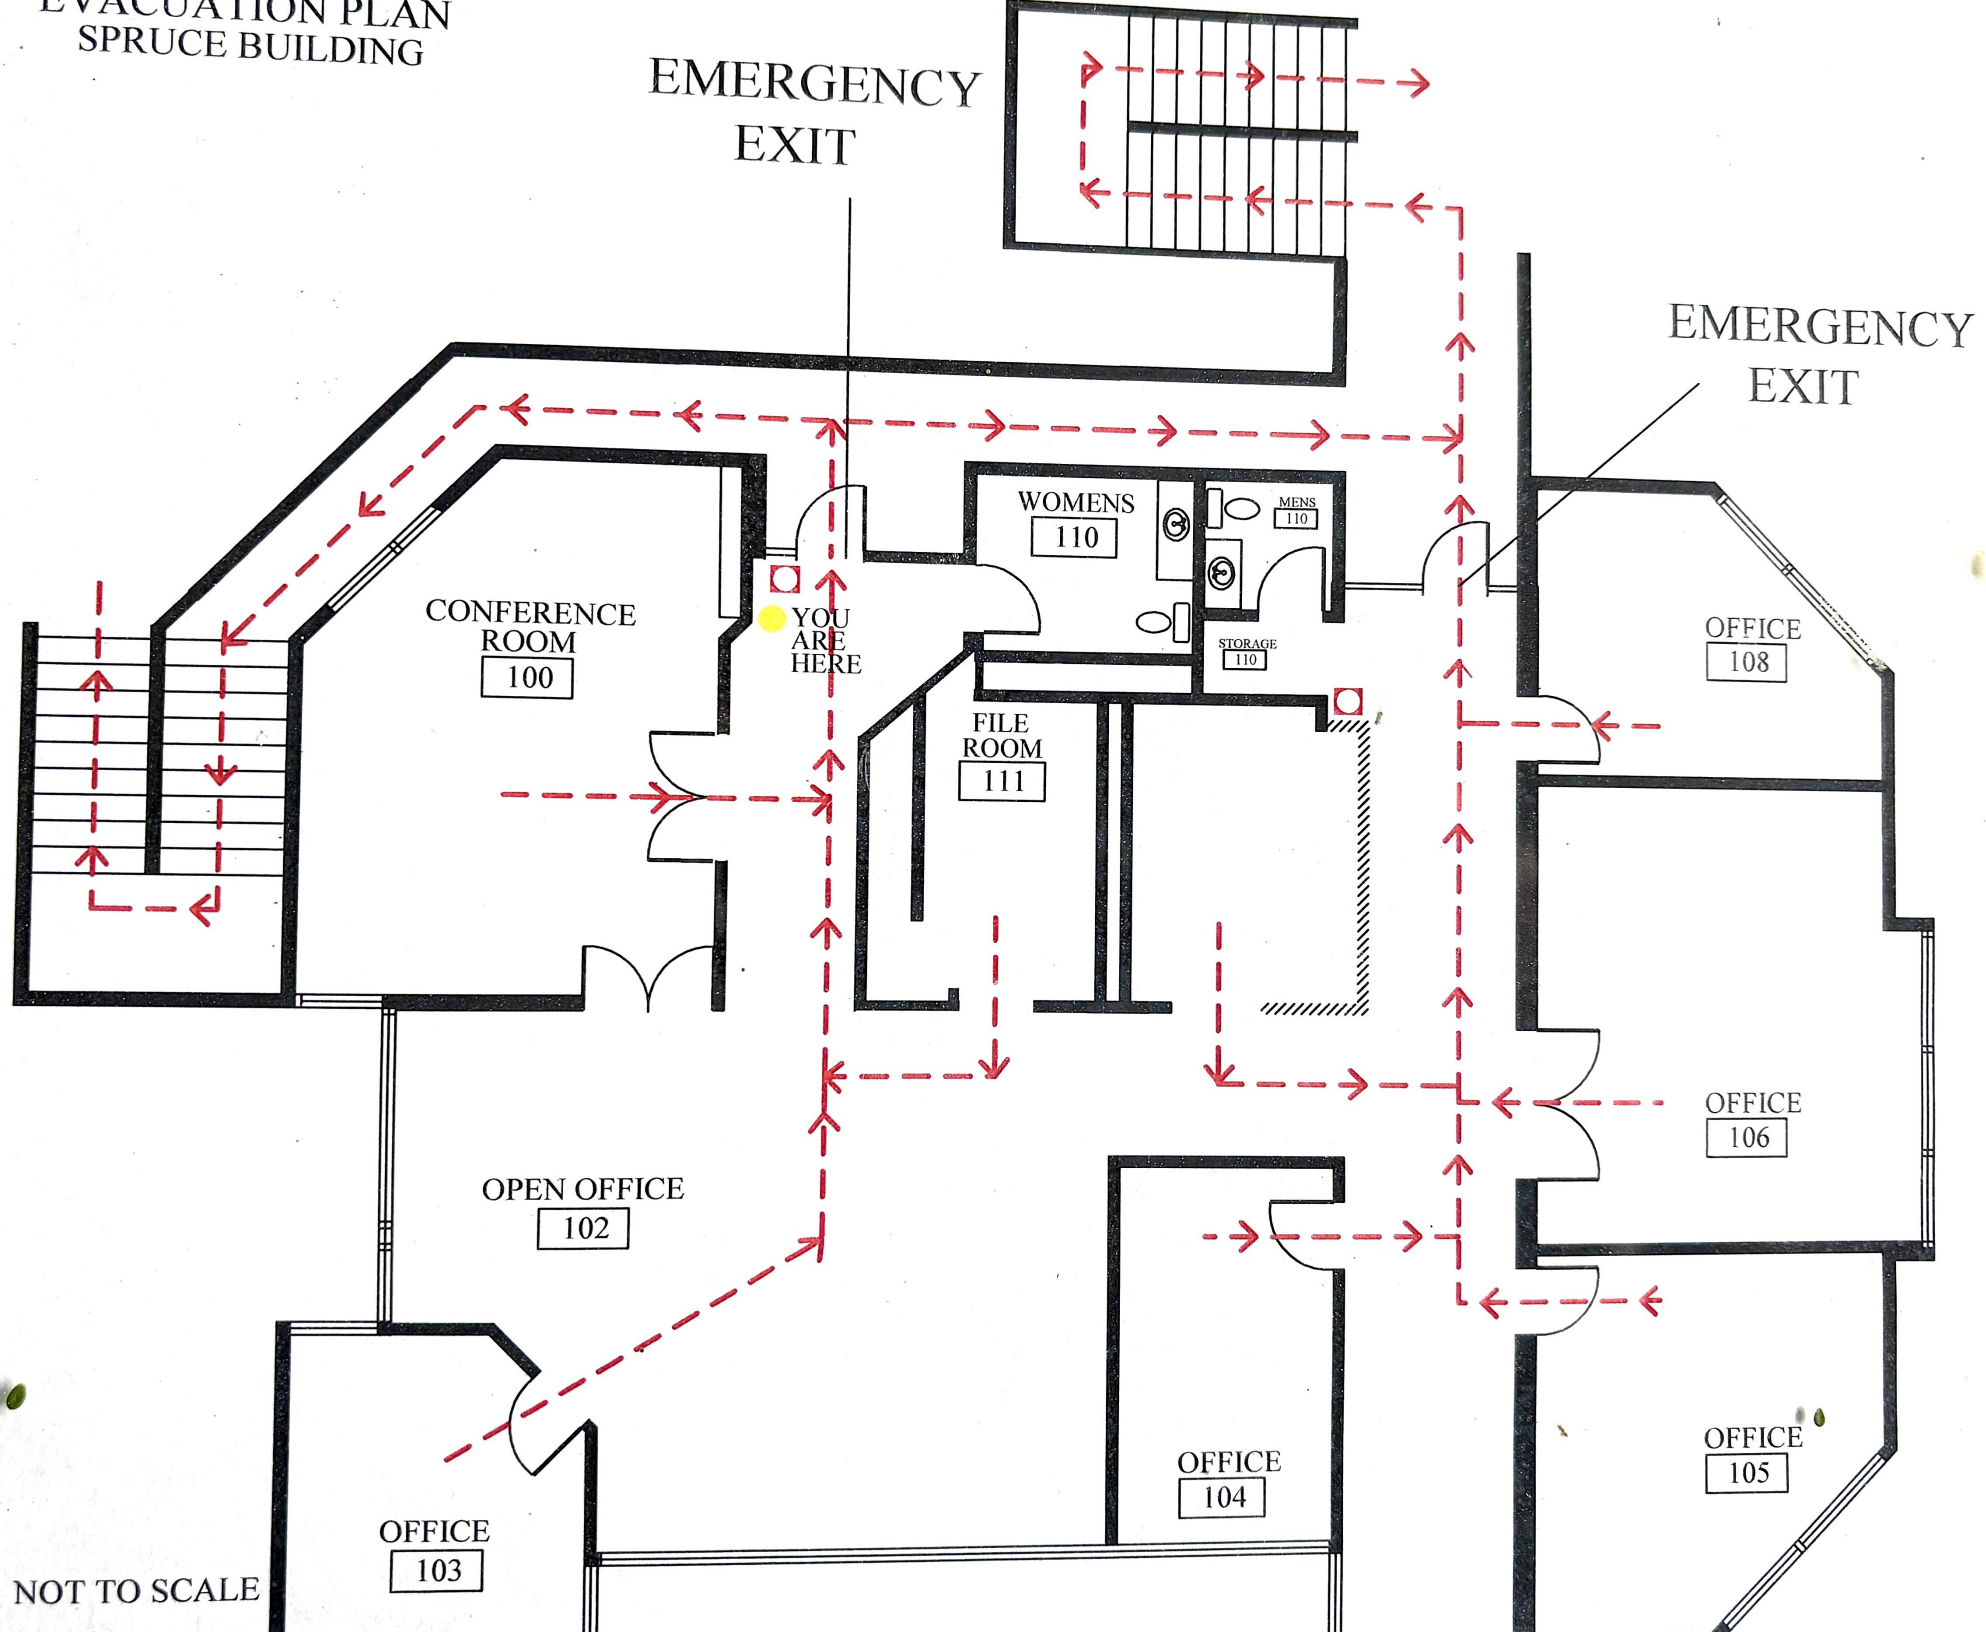 EVACUATION PLAN
SPRUCE BUILDING
EMERGENCY
EXIT
EMERGENCY
EXIT
WOMENS
110
MENS
110
CONFERENCE
ROOM
100
YOU
ARE
HERE
STORAGE
110
OFFICE
108
FILE
ROOM
111
OFFICE
106
OPEN OFFICE
102
OFFICE
105
OFFICE
104
OFFICE
103
NOT TO SCALE